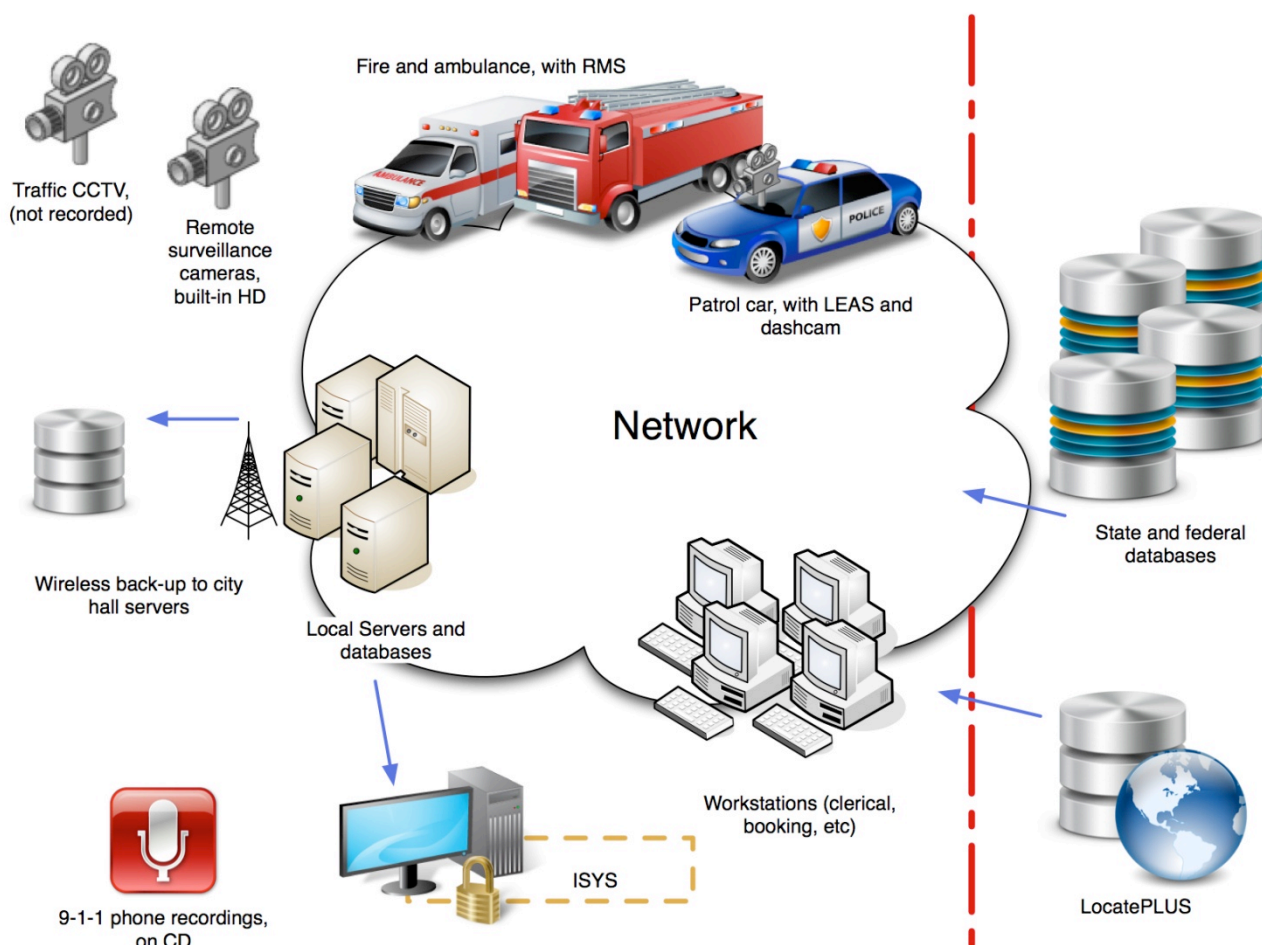 Fire and ambulance, with RMS
Traffic CCTV,
(not recorded)
Remote
surveillance
cameras,
built-in HD
AMBULANCE
POLICE
Patrol car, with LEAS and
dashcam
Network
State and federal
databases
Wireless back-up to city
hall servers
Local Servers and
databases
Workstations (clerical,
booking, etc)
ISYS
LocatePLUS
9-1-1 phone recordings,
on CD